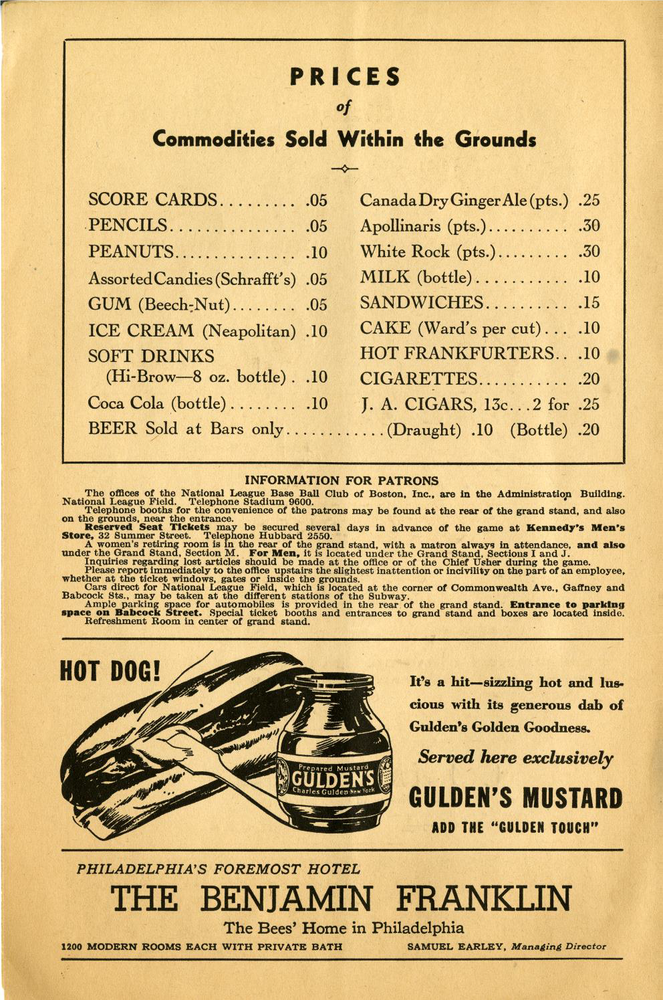 PRICES
of
Commodities Sold Within the Grounds
SCORE CARDS......... .05
PENCILS............... .05
PEANUTS.............. .10
Assorted Candies (Schrafft's) .05
GUM (Beech-Nut)....... .05
ICE CREAM (Neapolitan) .10
SOFT DRINKS
(Hi-Brow—8 oz. bottle) . .10
Coca Cola (bottle)........ .10
Canada Dry Ginger Ale (pts.) .25
Apollinaris (pts.).......... .30
White Rock (pts.)......... .30
MILK (bottle)........... .10
SANDWICHES.......... .15
CAKE (Ward's per cut)... .10
HOT FRANKFURTERS.. .10
CIGARETTES........... .20
J. A. CIGARS, 13c...2 for .25
BEER Sold at Bars only............(Draught) .10 (Bottle) .20
INFORMATION FOR PATRONS
The offices of the National League Base Ball Club of Boston, Inc., are in the Administration Building.
National League Field. Telephone Stadium 9600.
Telephone booths for the convenience of the patrons may be found at the rear of the grand stand, and also
on the grounds, near the entrance.
Reserved Seat Tickets may be secured several days in advance of the game at Kennedy's Men's
Store, 32 Summer Street. Telephone Hubbard 2550.
A women's retiring room is in the rear of the grand stand, with a matron always in attendance, and also
under the Grand Stand, Section M. For Men, it is located under the Grand Stand, Sections I and J.
Inquiries regarding lost articles should be made at the office or of the Chief Usher during the game.
Please report immediately to the office upstairs the slightest inattention or incivility on the part of an employee,
whether at the ticket windows, gates or inside the grounds.
Cars direct for National League Field, which is located at the corner of Commonwealth Ave., Gaffney and
Babcock Sts., may be taken at the different stations of the Subway.
Ample parking space for automobiles is provided in the rear of the grand stand. Entrance to parking
space on Babcock Street. Special ticket booths and entrances to grand stand and boxes are located inside.
Refreshment Room in center of grand stand.
HOT DOG!
Prepared Mustard
GULDEN'S
Charles Gulden New York
It's a hit—sizzling hot and lus-
cious with its generous dab of
Gulden's Golden Goodness.
Served here exclusively
GULDEN'S MUSTARD
ADD THE "GULDEN TOUCH"
PHILADELPHIA'S FOREMOST HOTEL
THE BENJAMIN FRANKLIN
The Bees' Home in Philadelphia
1200 MODERN ROOMS EACH WITH PRIVATE BATH
SAMUEL EARLEY, Managing Director